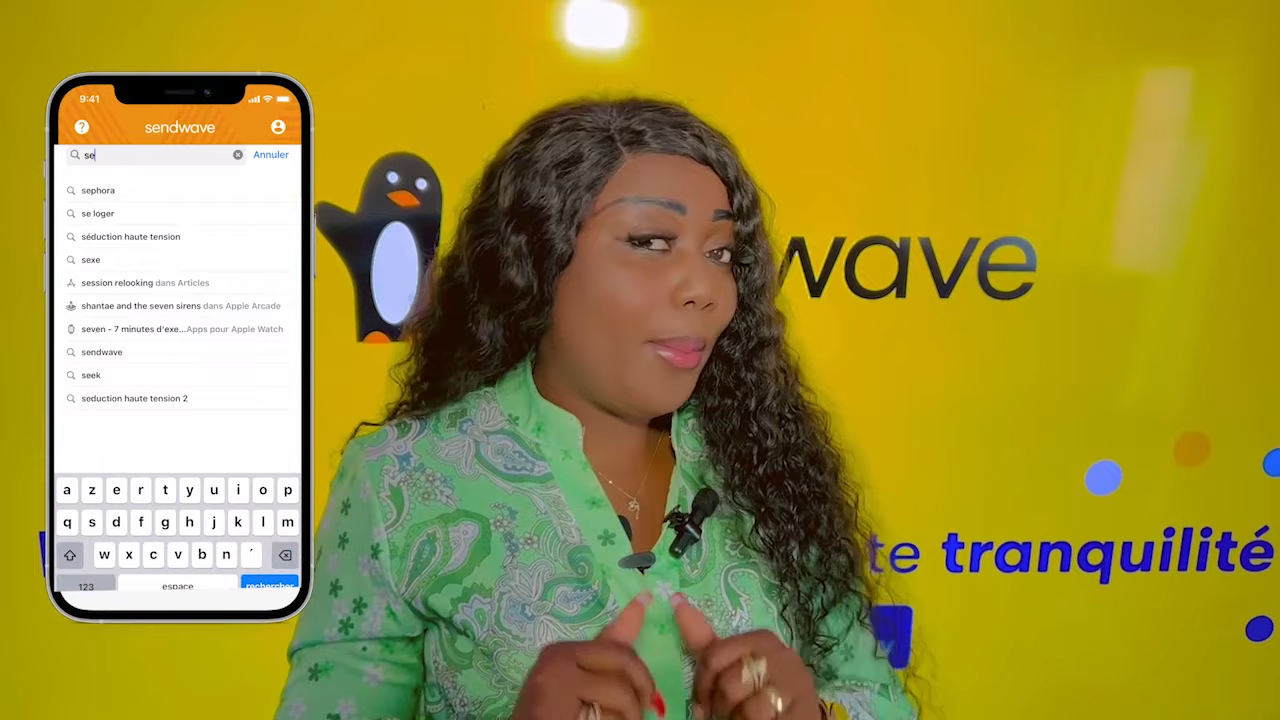 9:41
sendwave
se
Annuler
sephora
se loger
séduction haute tension
sexe
session relooking dans Articles
shantae and the seven sirens dans Apple Arcade
seven - 7 minutes d'exe...Apps pour Apple Watch
sendwave
seek
seduction haute tension 2
a z e r t y u i o p
q s d f g h j k l m
w x c v b n ´
123 espace rechercher
wave
te tranquilité